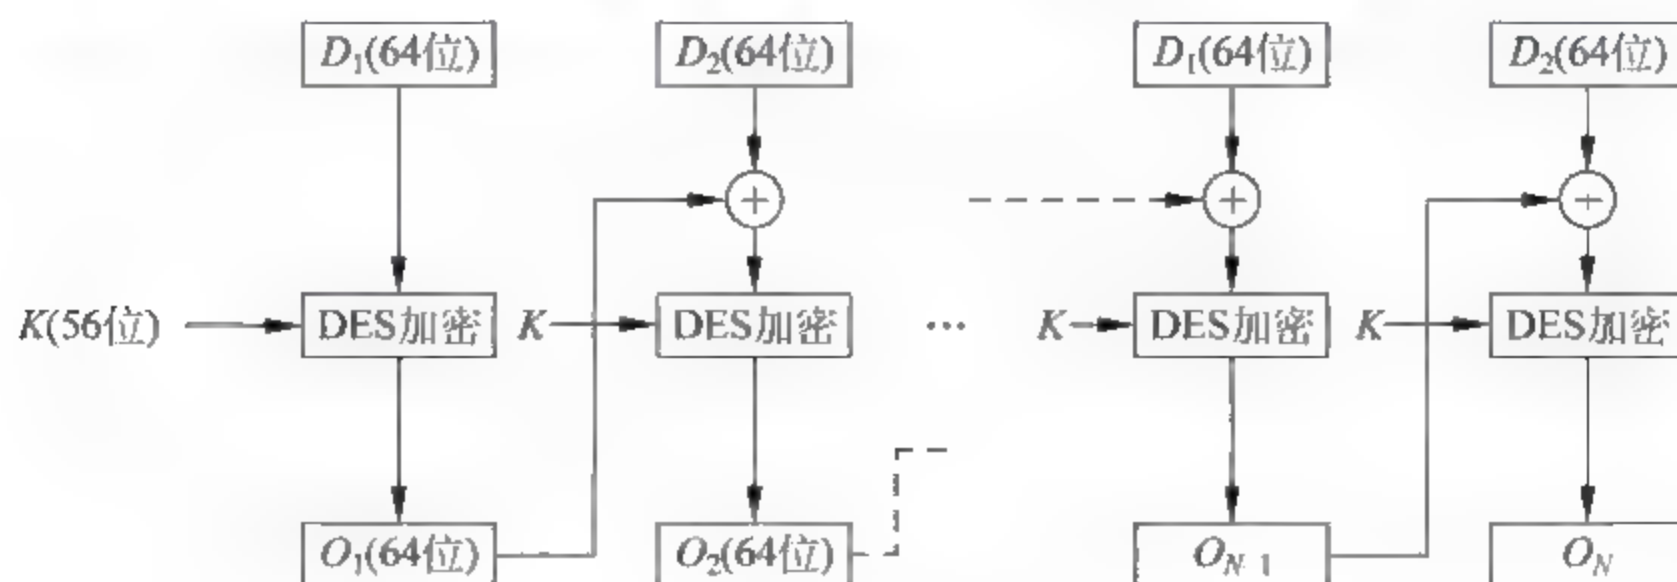 D₁(64位) D₂(64位) D₁(64位) D₂(64位)
+ +
K(56位) DES加密 K DES加密 … K DES加密 K DES加密
O₁(64位) O₂(64位) O_{N 1} O_N